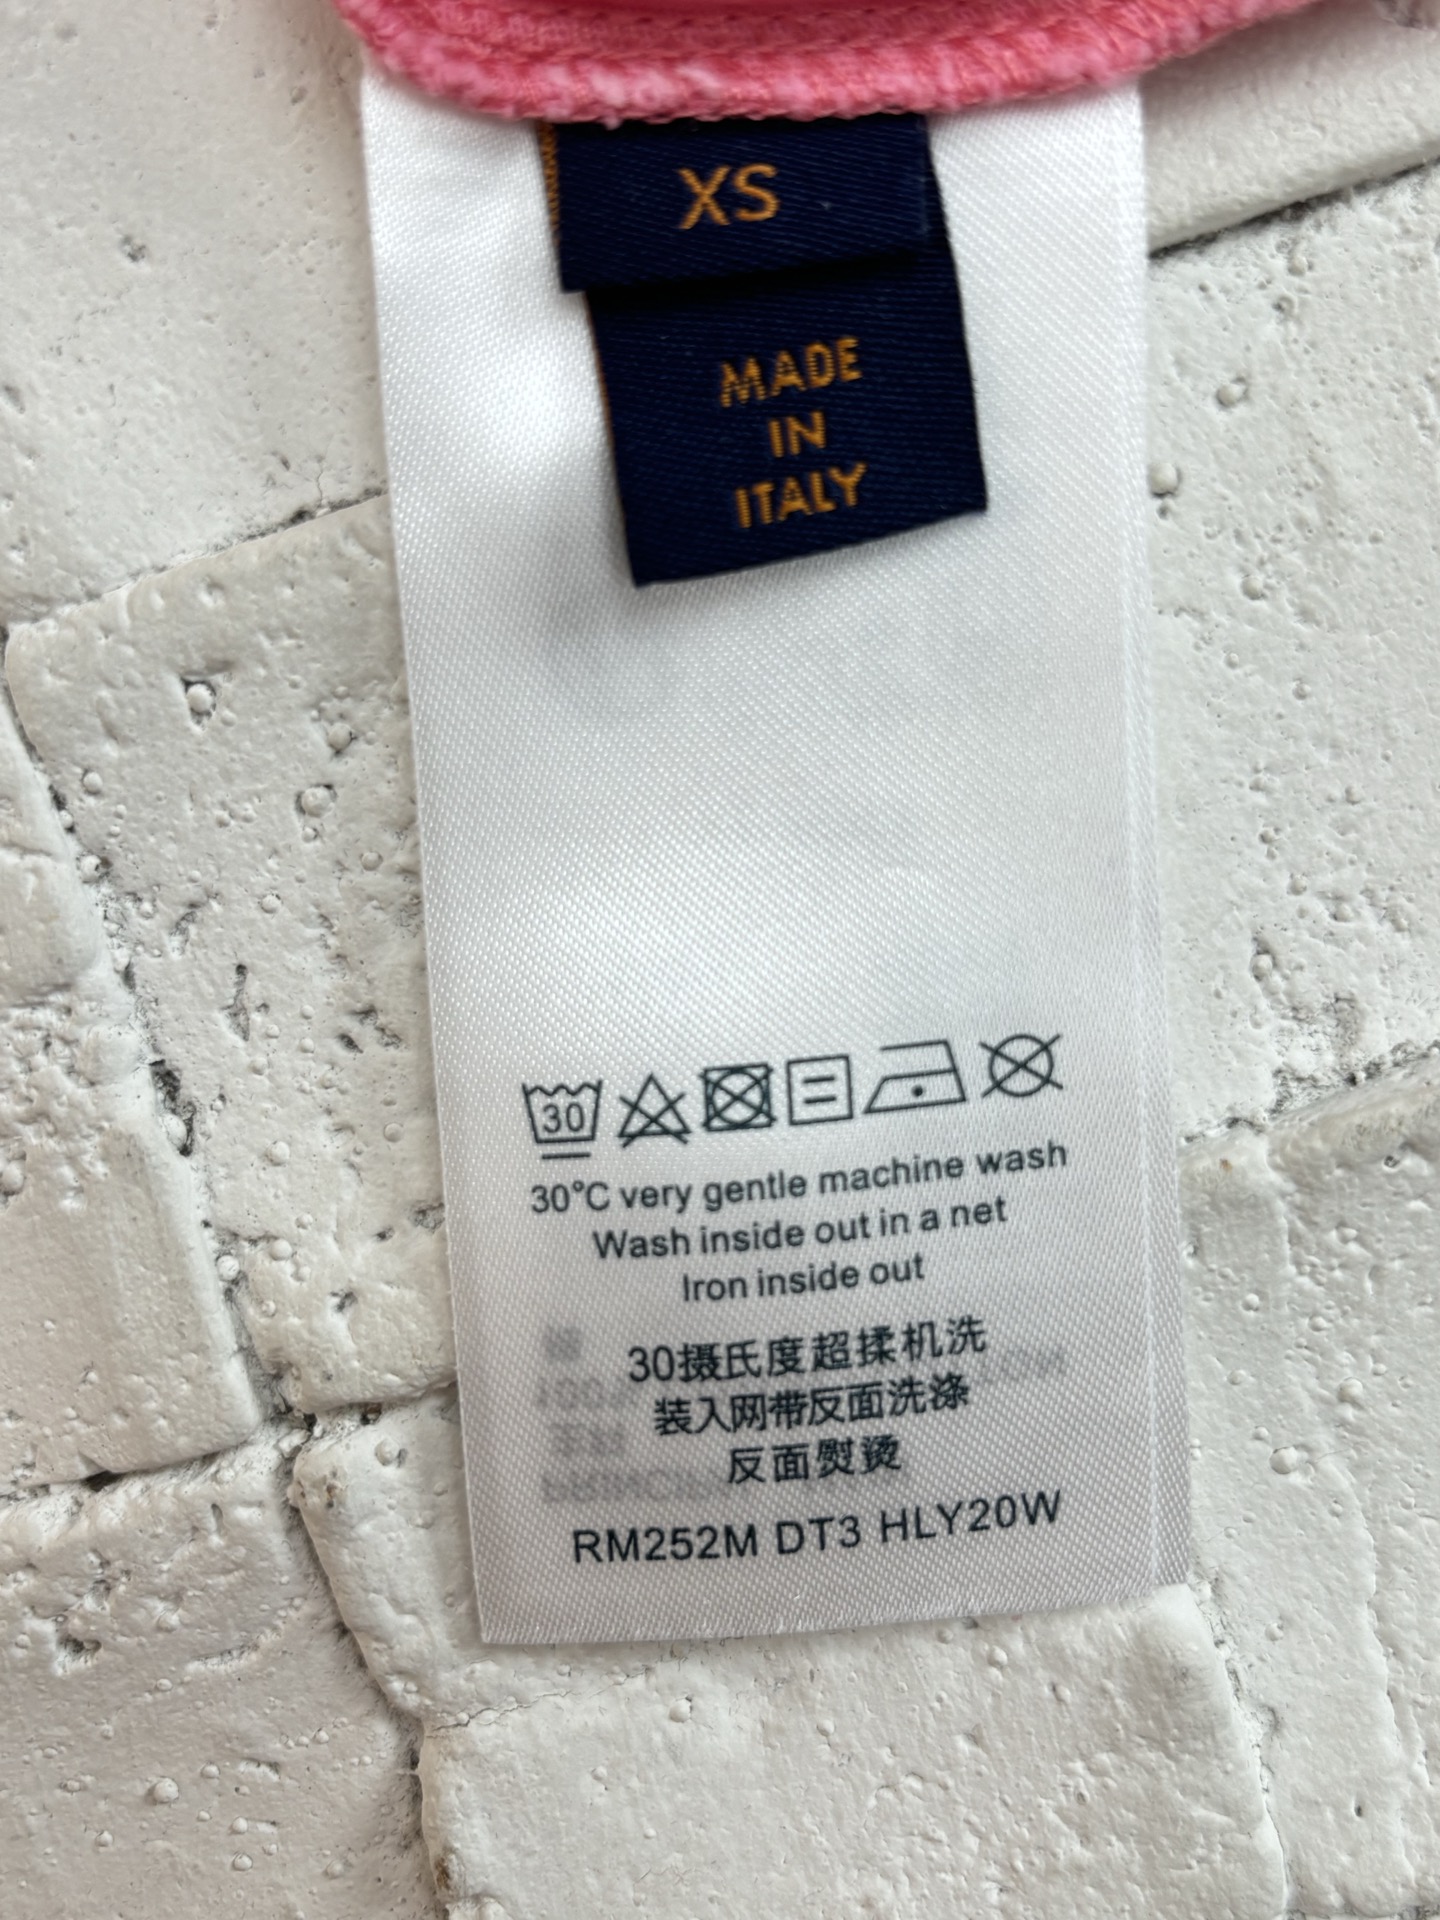 XS
MADE
IN
ITALY
30
30°C very gentle machine wash
Wash inside out in a net
Iron inside out
30摄氏度超揉机洗
装入网带反面洗涤
反面熨烫
RM252M DT3 HLY20W